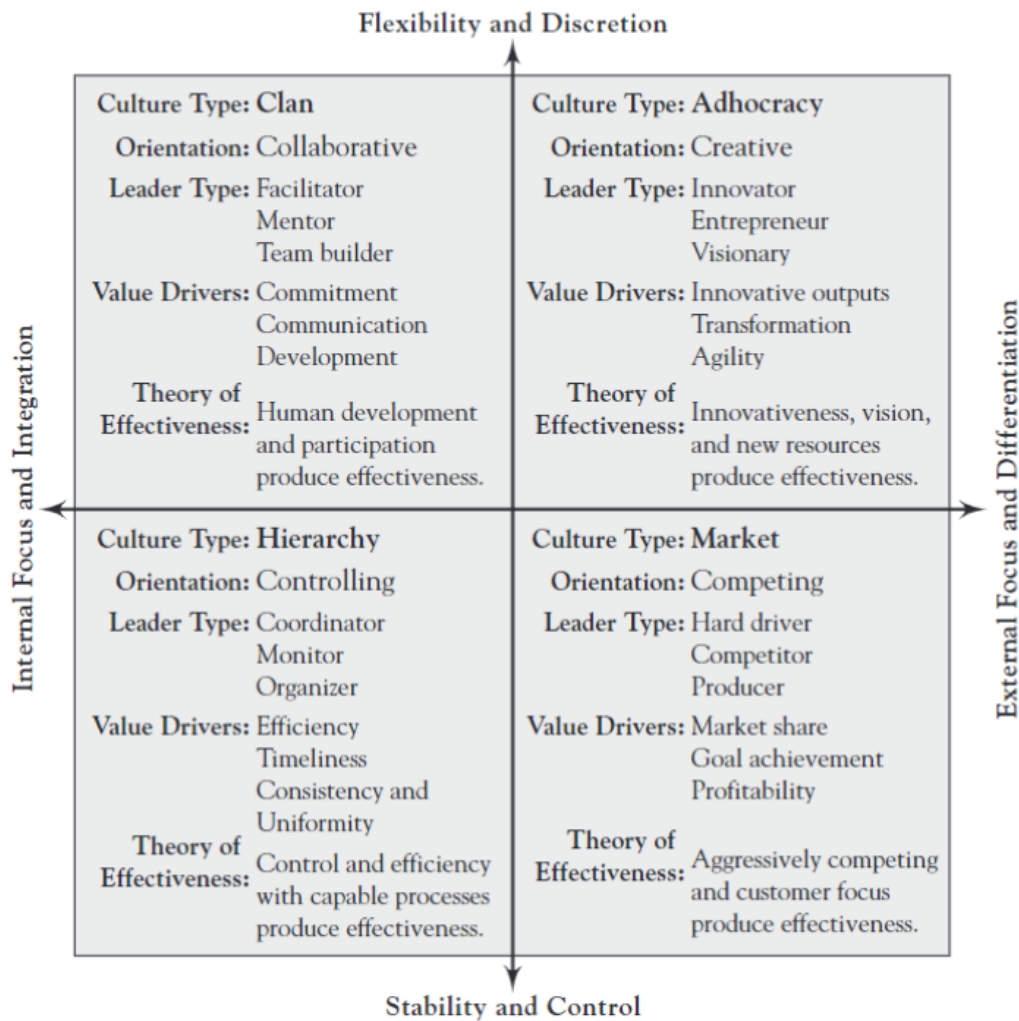 Flexibility and Discretion
Culture Type: Clan
Orientation: Collaborative
Leader Type: Facilitator
Mentor
Team builder
Value Drivers: Commitment
Communication
Development
Theory of
Effectiveness: Human development
and participation
produce effectiveness.
Culture Type: Adhocracy
Orientation: Creative
Leader Type: Innovator
Entrepreneur
Visionary
Value Drivers: Innovative outputs
Transformation
Agility
Theory of
Effectiveness: Innovativeness, vision,
and new resources
produce effectiveness.
Internal Focus and Integration
External Focus and Differentiation
Culture Type: Hierarchy
Orientation: Controlling
Leader Type: Coordinator
Monitor
Organizer
Value Drivers: Efficiency
Timeliness
Consistency and
Uniformity
Theory of
Effectiveness: Control and efficiency
with capable processes
produce effectiveness.
Culture Type: Market
Orientation: Competing
Leader Type: Hard driver
Competitor
Producer
Value Drivers: Market share
Goal achievement
Profitability
Theory of
Effectiveness: Aggressively competing
and customer focus
produce effectiveness.
Stability and Control